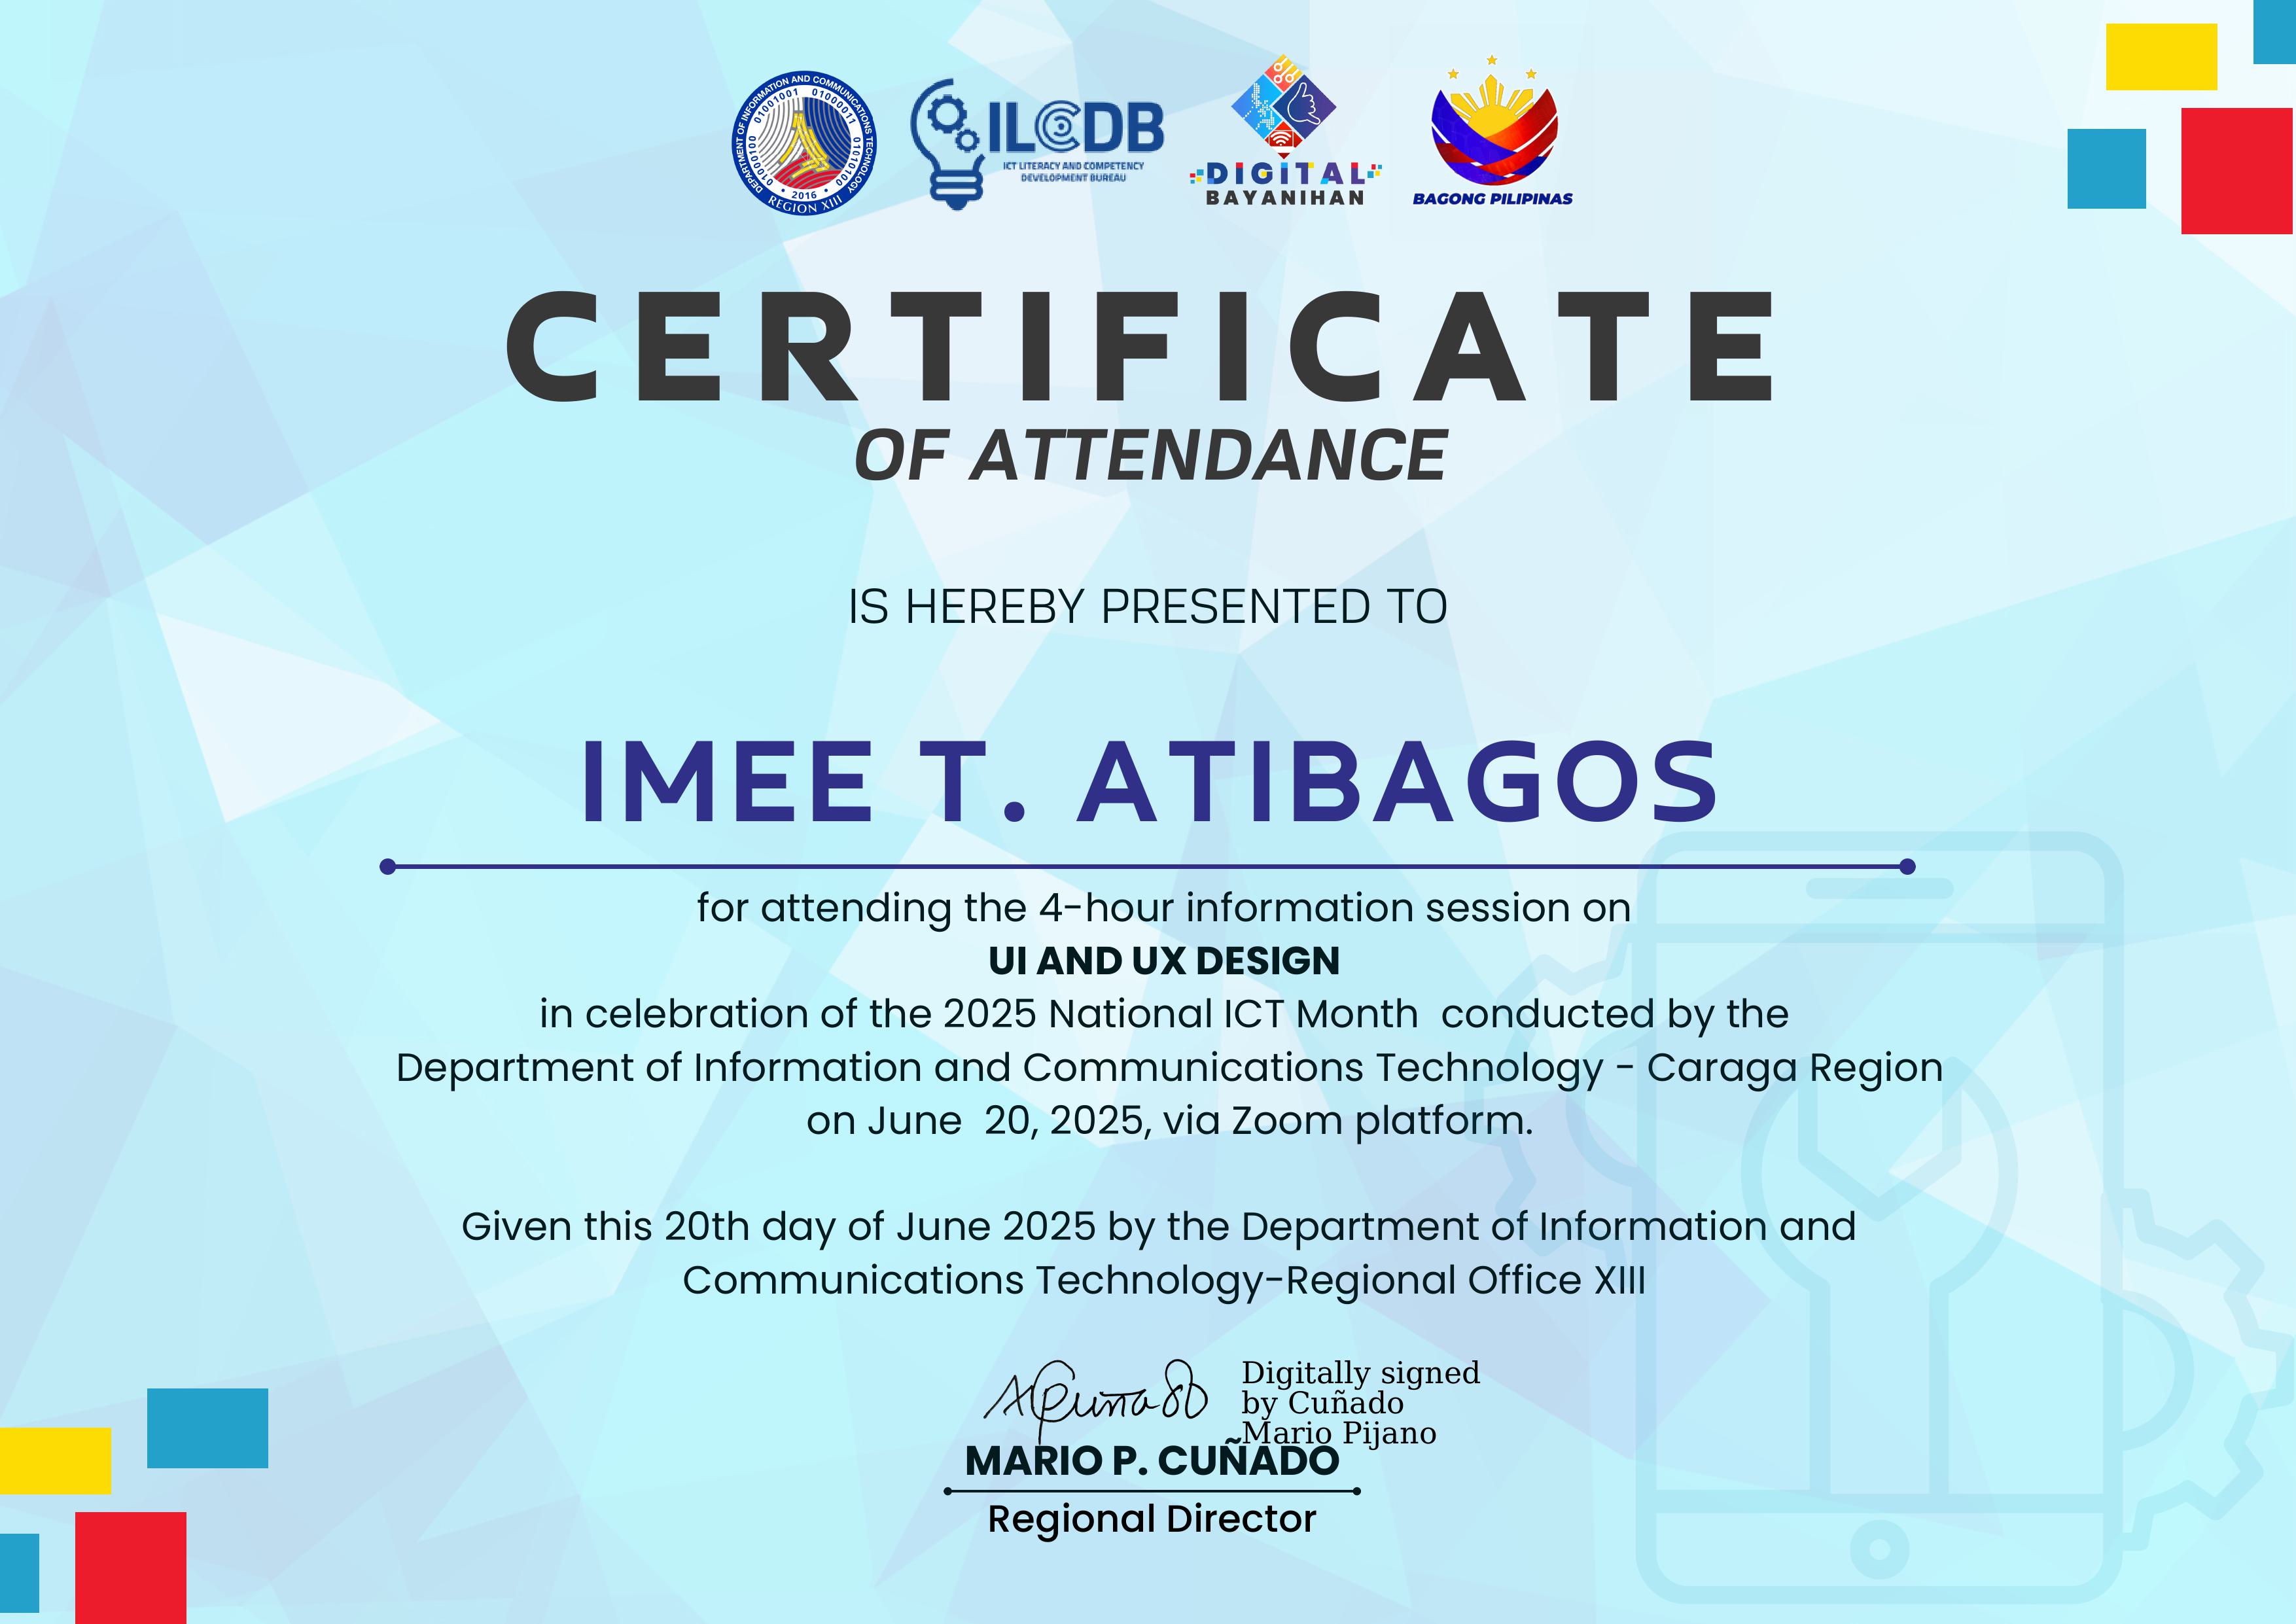 DEPARTMENT OF INFORMATION AND COMMUNICATIONS TECHNOLOGY
01000100 01001001 01000011 01010100
2016
REGION XIII
ILCDB
ICT LITERACY AND COMPETENCY
DEVELOPMENT BUREAU
DIGITAL
BAYANIHAN
BAGONG PILIPINAS
CERTIFICATE
OF ATTENDANCE
IS HEREBY PRESENTED TO
IMEE T. ATIBAGOS
for attending the 4-hour information session on
UI AND UX DESIGN
in celebration of the 2025 National ICT Month  conducted by the
Department of Information and Communications Technology - Caraga Region
on June  20, 2025, via Zoom platform.
Given this 20th day of June 2025 by the Department of Information and
Communications Technology-Regional Office XIII
Digitally signed
by Cuñado
Mario Pijano
MARIO P. CUÑADO
Regional Director